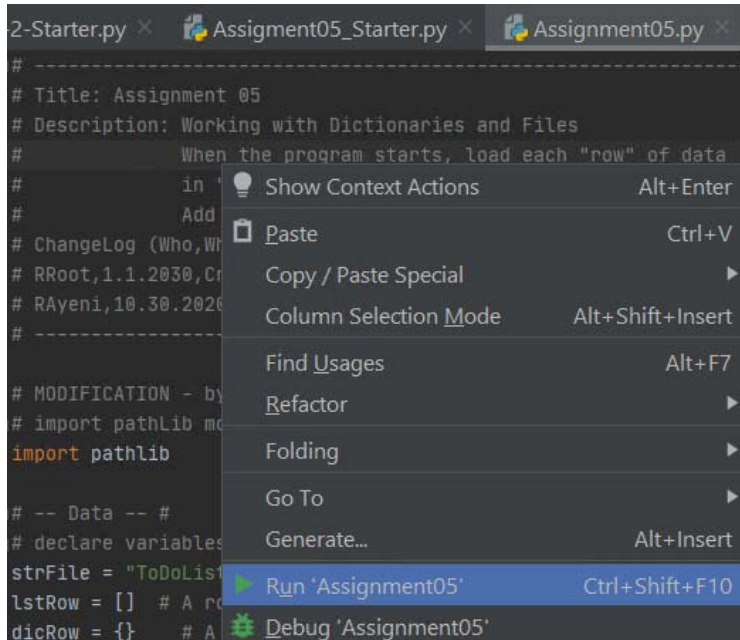 -2-Starter.py × Assigment05_Starter.py × Assignment05.py ×
# ----------------------------------------------------------------
# Title: Assignment 05
# Description: Working with Dictionaries and Files
# When the program starts, load each "row" of data
# in "
Show Context Actions Alt+Enter
# Add
Paste Ctrl+V
# ChangeLog (Who,Wh
Copy / Paste Special
# RRoot,1.1.2030,Cr
# RAyeni,10.30.2020
Column Selection Mode Alt+Shift+Insert
# ----------------
Find Usages Alt+F7
# MODIFICATION - by
Refactor
# import pathLib mo
import pathlib
Folding
Go To
# -- Data -- #
# declare variables
Generate... Alt+Insert
strFile = "ToDoList
Run 'Assignment05' Ctrl+Shift+F10
lstRow = [] # A ro
dicRow = {} # A
Debug 'Assignment05'